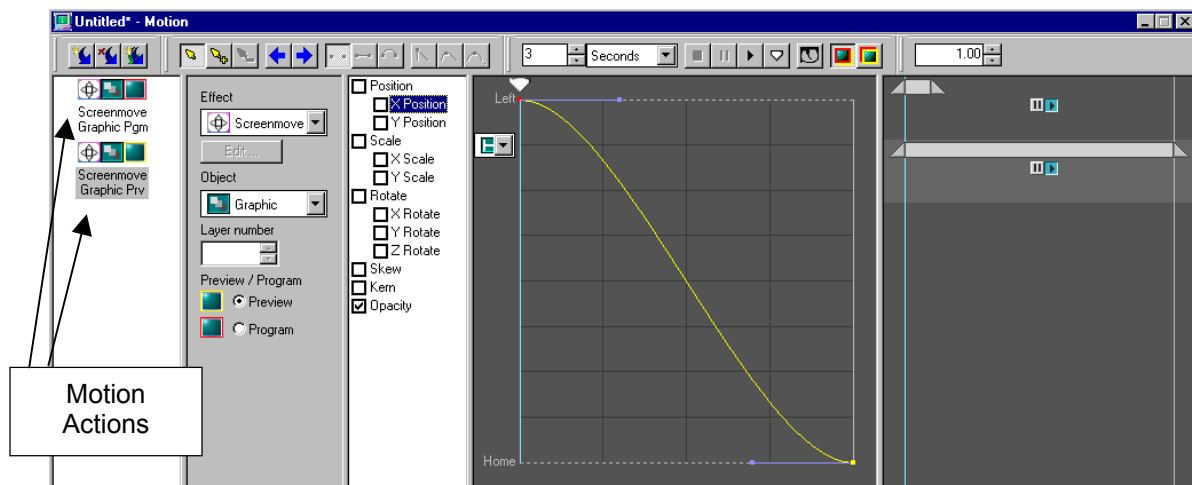 Untitled* - Motion
3 Seconds 1.00
Screenmove
Graphic Pgm
Screenmove
Graphic Prv
Motion
Actions
Effect
Screenmove
Edit ...
Object
Graphic
Layer number
Preview / Program
Preview
Program
Position
X Position
Y Position
Scale
X Scale
Y Scale
Rotate
X Rotate
Y Rotate
Z Rotate
Skew
Kern
Opacity
Left
Home